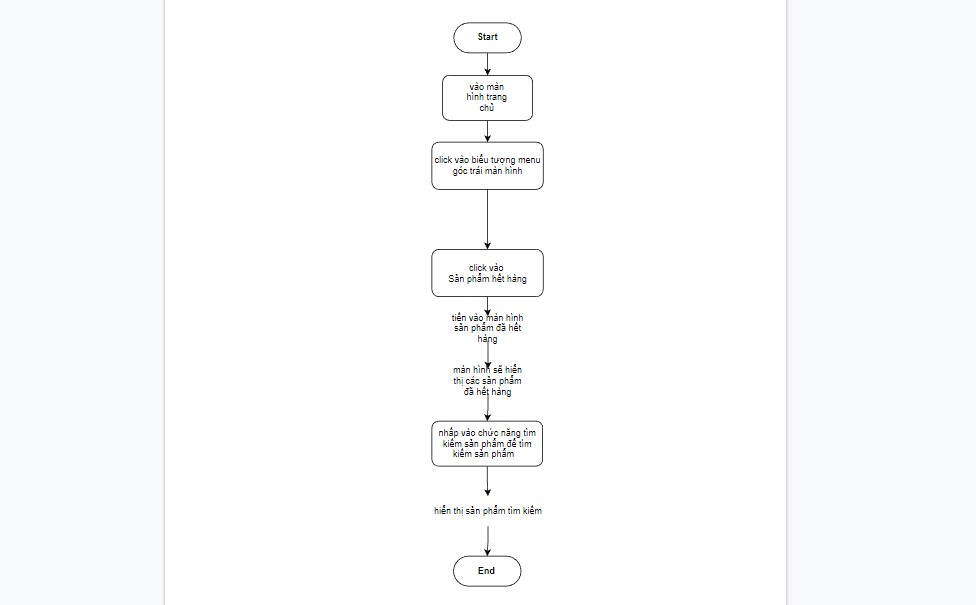 Start
vào màn
hình trang
chủ
click vào biểu tượng menu
góc trái màn hình
click vào
Sản phẩm hết hàng
tiến vào màn hình
sản phẩm đã hết
hàng
màn hình sẽ hiển
thị các sản phẩm
đã hết hàng
nhấp vào chức năng tìm
kiếm sản phẩm để tìm
kiếm sản phẩm
hiển thị sản phẩm tìm kiếm
End